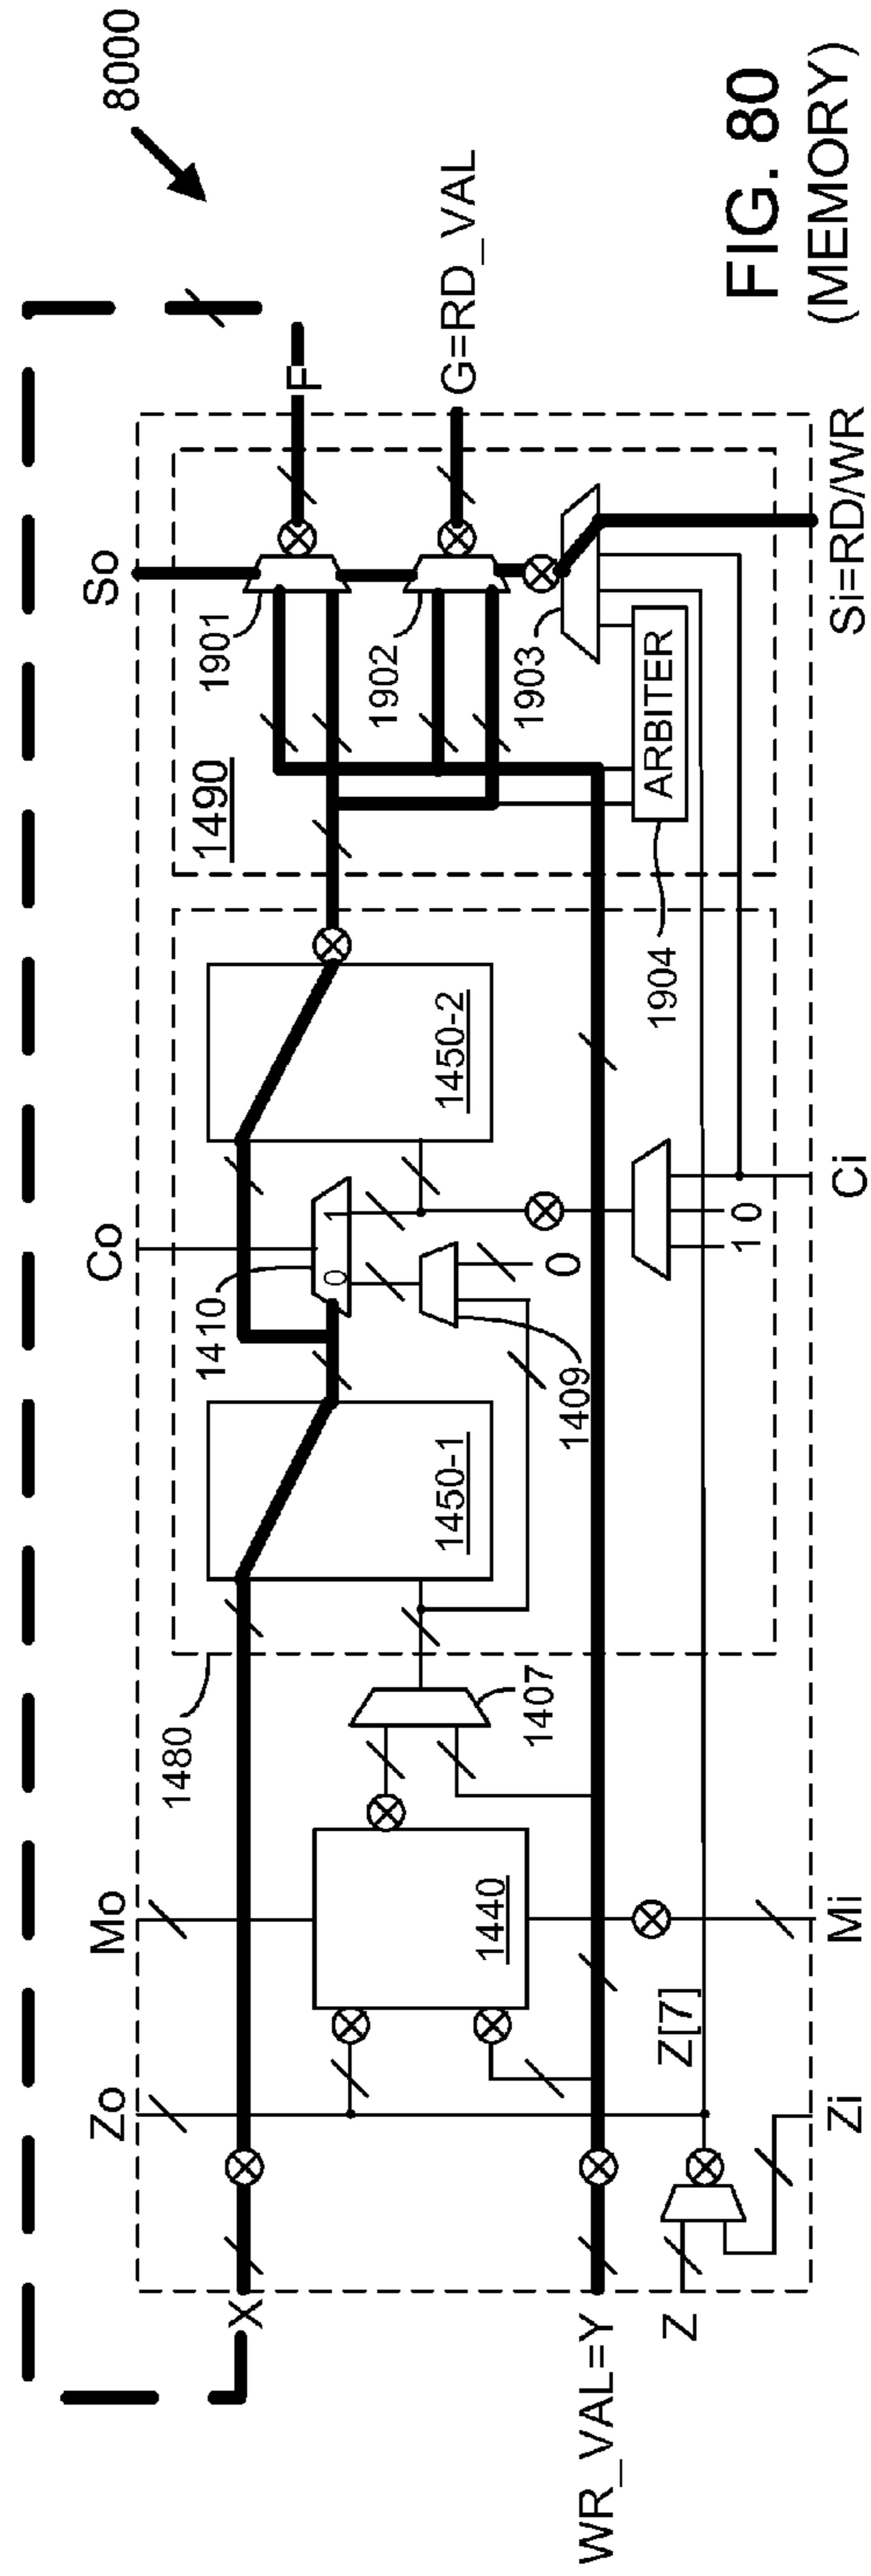 8000
So
F
G=RD_VAL
1901
1902
1903
1490
ARBITER
1904
Si=RD/WR
FIG. 80
(MEMORY)
Co
1410
0
1
1450-2
1450-1
1409
0
1 0
Ci
1480
1407
Mo
1440
Mi
Zo
Z[7]
Zi
X
WR_VAL=Y
Z